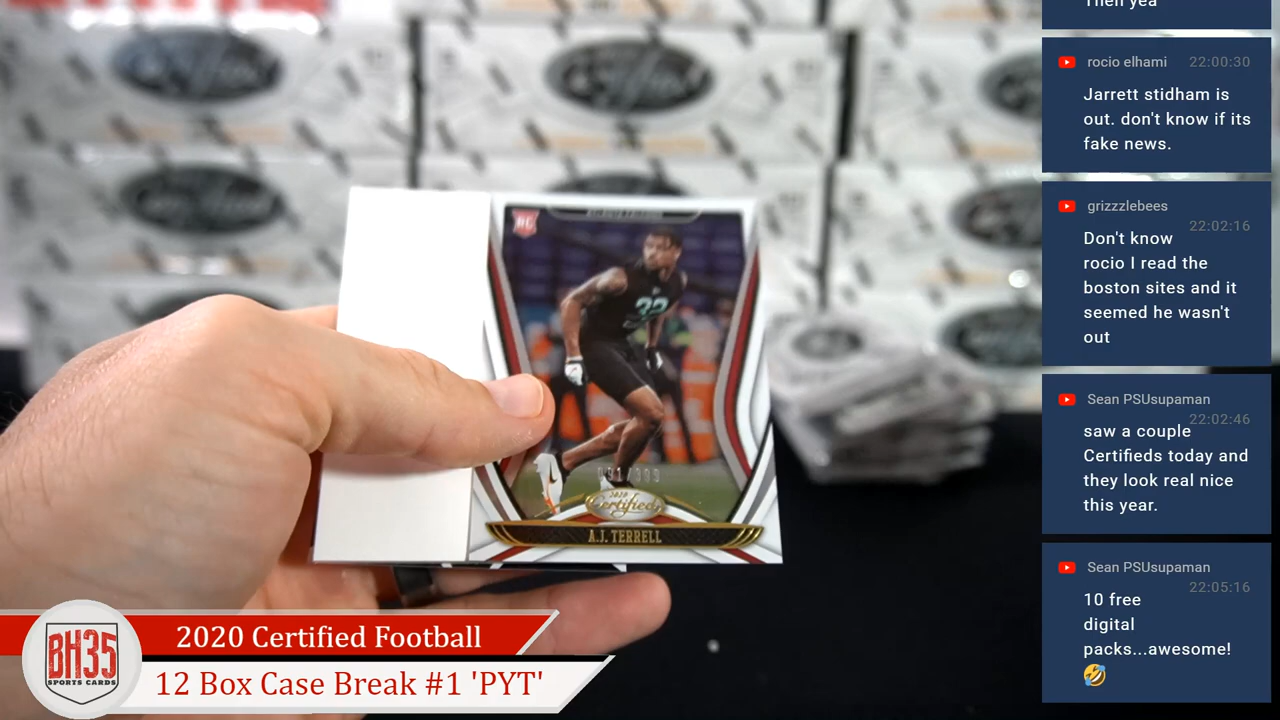 Then yea
rocio elhami 22:00:30
Jarrett stidham is
out. don't know if its
fake news.
grizzzlebees
22:02:16
Don't know
rocio I read the
boston sites and it
seemed he wasn't
out
Sean PSUsupaman
22:02:46
saw a couple
Certifieds today and
they look real nice
this year.
Sean PSUsupaman
22:05:16
10 free
digital
packs...awesome!
🤣
RC
32
2020
Certified
A.J. TERRELL
BH35
SPORTS CARDS
2020 Certified Football
12 Box Case Break #1 'PYT'